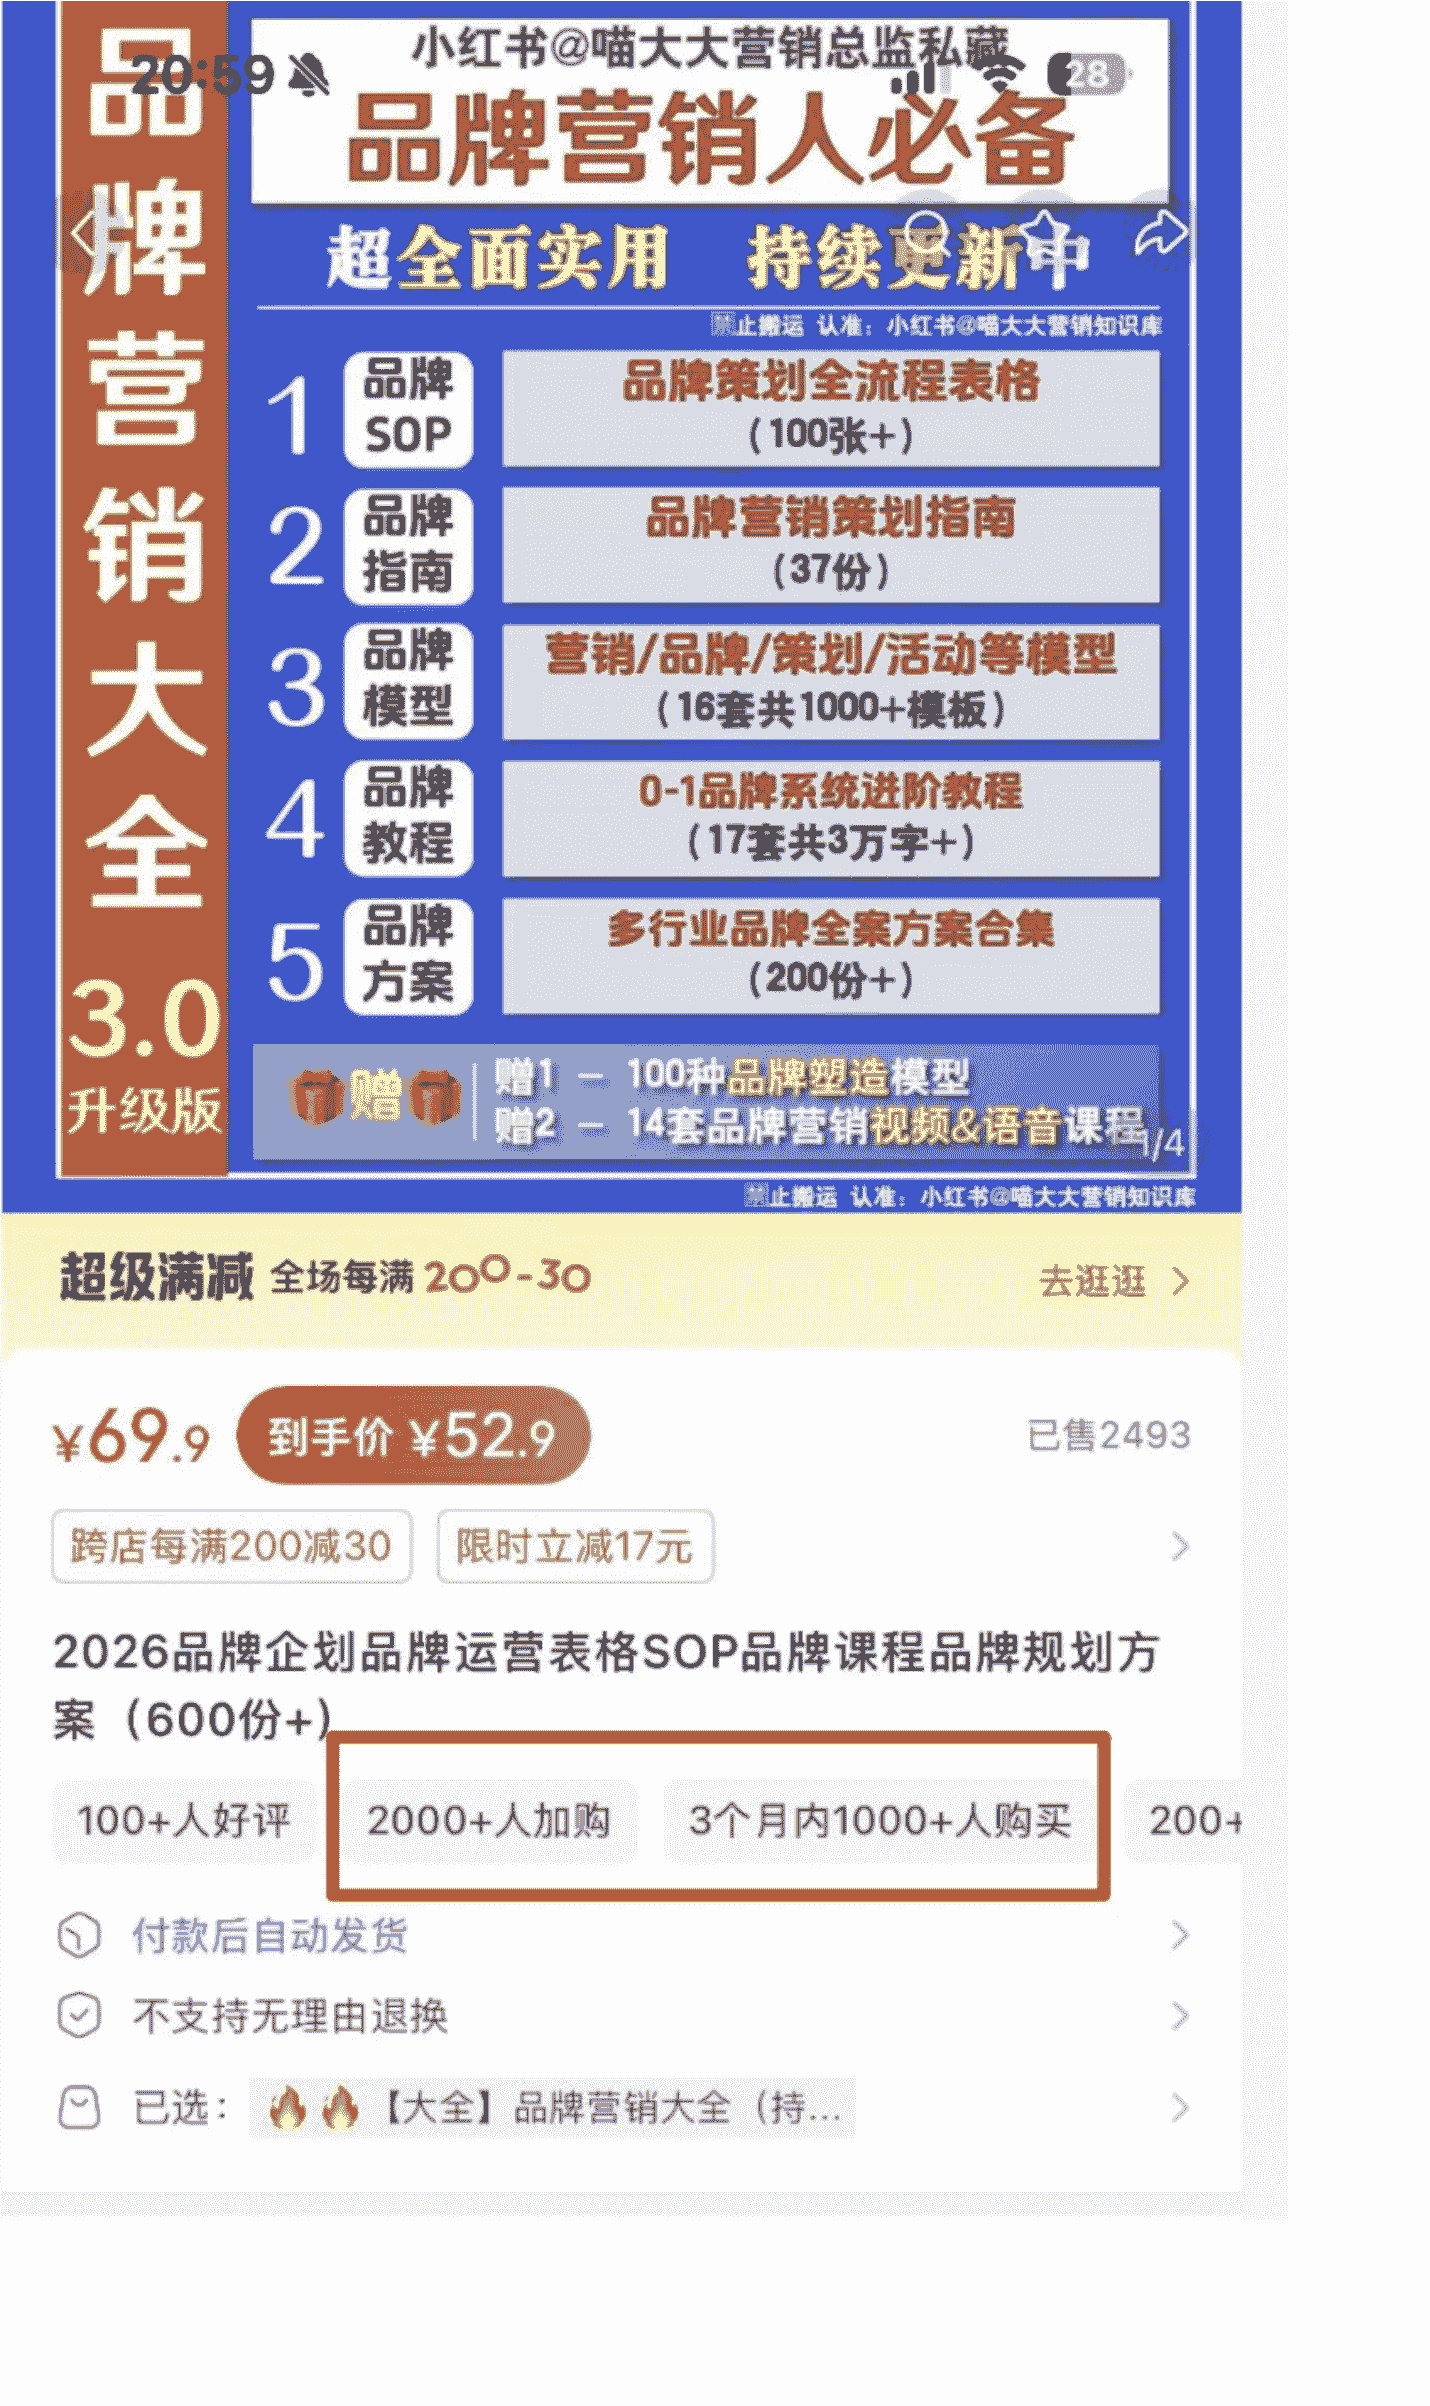 20:59
28
品牌营销大全
3.0
升级版
小红书@喵大大营销总监私藏
品牌营销人必备
超全面实用 持续更新中
禁止搬运 认准：小红书@喵大大营销知识库
1 品牌SOP 品牌策划全流程表格
（100张+）
2 品牌指南 品牌营销策划指南
（37份）
3 品牌模型 营销/品牌/策划/活动等模型
（16套共1000+模板）
4 品牌教程 0-1品牌系统进阶教程
（17套共3万字+）
5 品牌方案 多行业品牌全案方案合集
（200份+）
赠
赠1 — 100种品牌塑造模型
赠2 — 14套品牌营销视频&语音课程
1/4
禁止搬运 认准：小红书@喵大大营销知识库
超级满减 全场每满200-30 去逛逛
¥69.9 到手价 ¥52.9 已售2493
跨店每满200减30 限时立减17元
2026品牌企划品牌运营表格SOP品牌课程品牌规划方
案（600份+）
100+人好评 2000+人加购 3个月内1000+人购买 200+
付款后自动发货
不支持无理由退换
已选： 【大全】品牌营销大全（持...